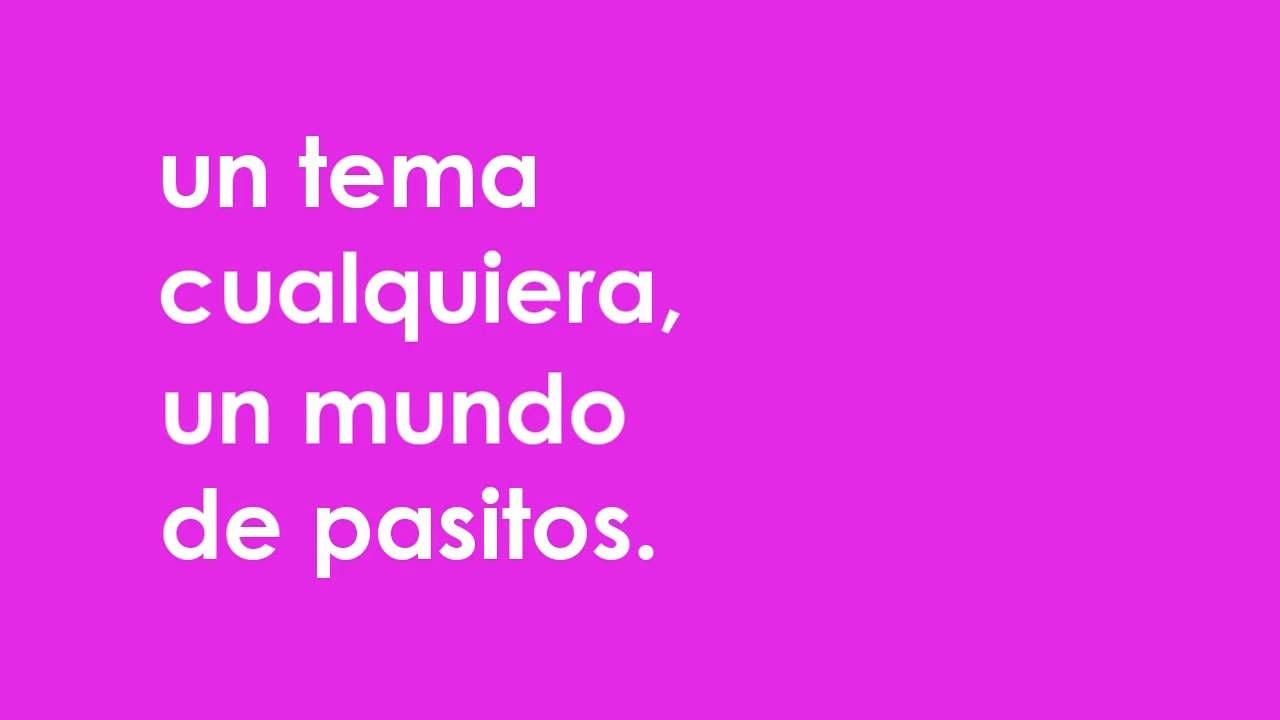 un tema
cualquiera,
un mundo
de pasitos.